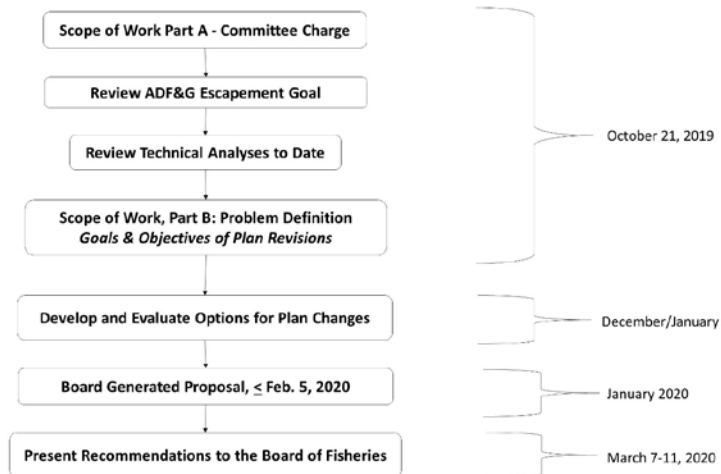 Scope of Work Part A - Committee Charge
Review ADF&G Escapement Goal
Review Technical Analyses to Date
October 21, 2019
Scope of Work, Part B: Problem Definition
Goals & Objectives of Plan Revisions
Develop and Evaluate Options for Plan Changes
December/January
Board Generated Proposal, ≤ Feb. 5, 2020
January 2020
Present Recommendations to the Board of Fisheries
March 7-11, 2020